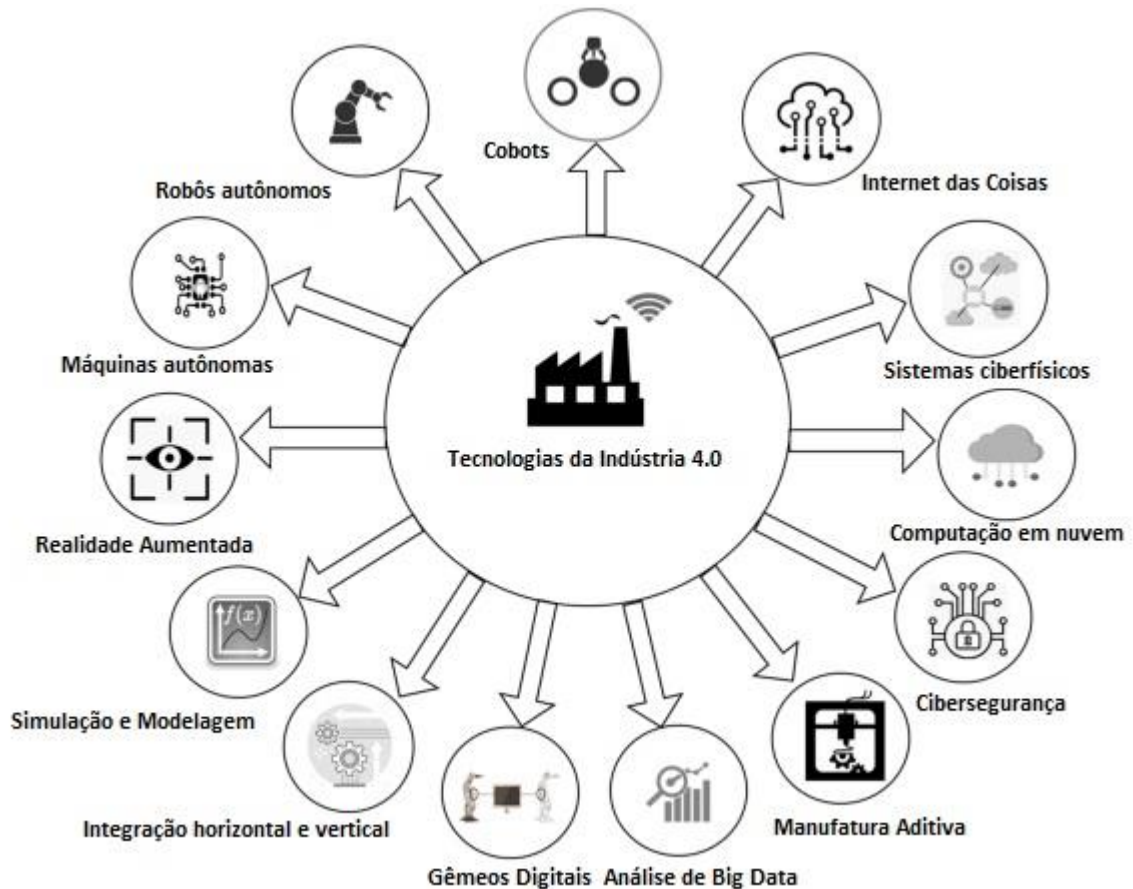 Cobots
Robôs autônomos
Internet das Coisas
Máquinas autônomas
Sistemas ciberfísicos
Tecnologias da Indústria 4.0
Realidade Aumentada
Computação em nuvem
f(x)
Simulação e Modelagem
Cibersegurança
Integração horizontal e vertical
Manufatura Aditiva
Gêmeos Digitais
Análise de Big Data